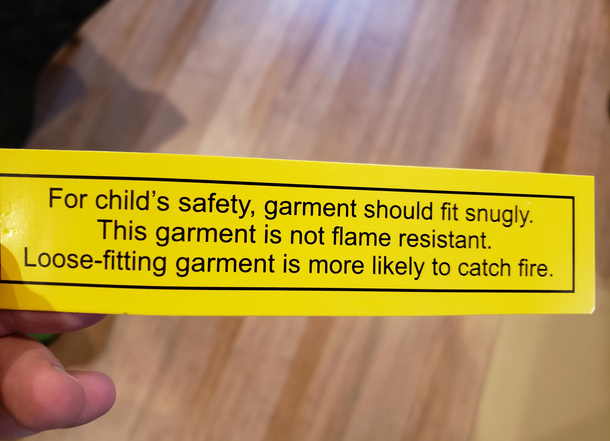 For child's safety, garment should fit snugly.
This garment is not flame resistant.
Loose-fitting garment is more likely to catch fire.